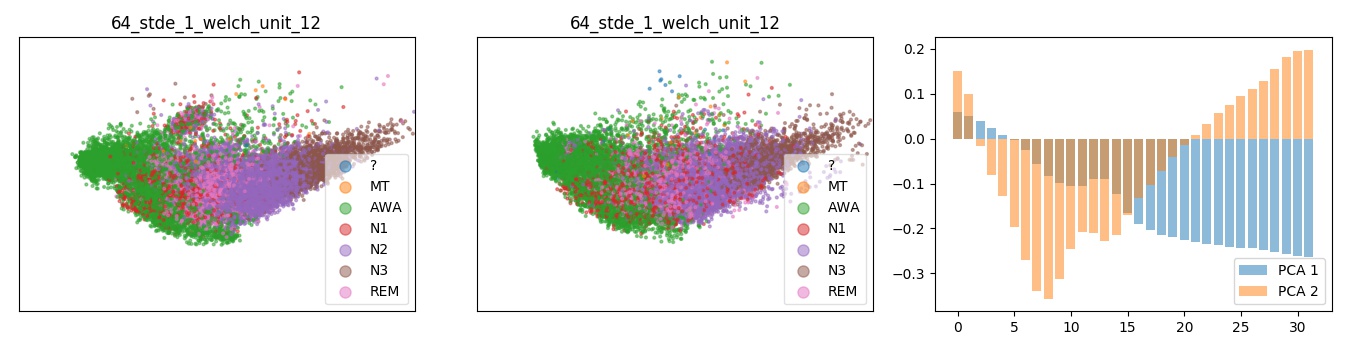 64_stde_1_welch_unit_12
?
MT
AWA
N1
N2
N3
REM
64_stde_1_welch_unit_12
?
MT
AWA
N1
N2
N3
REM
0.2
0.1
0.0
−0.1
−0.2
−0.3
0 5 10 15 20 25 30
PCA 1
PCA 2